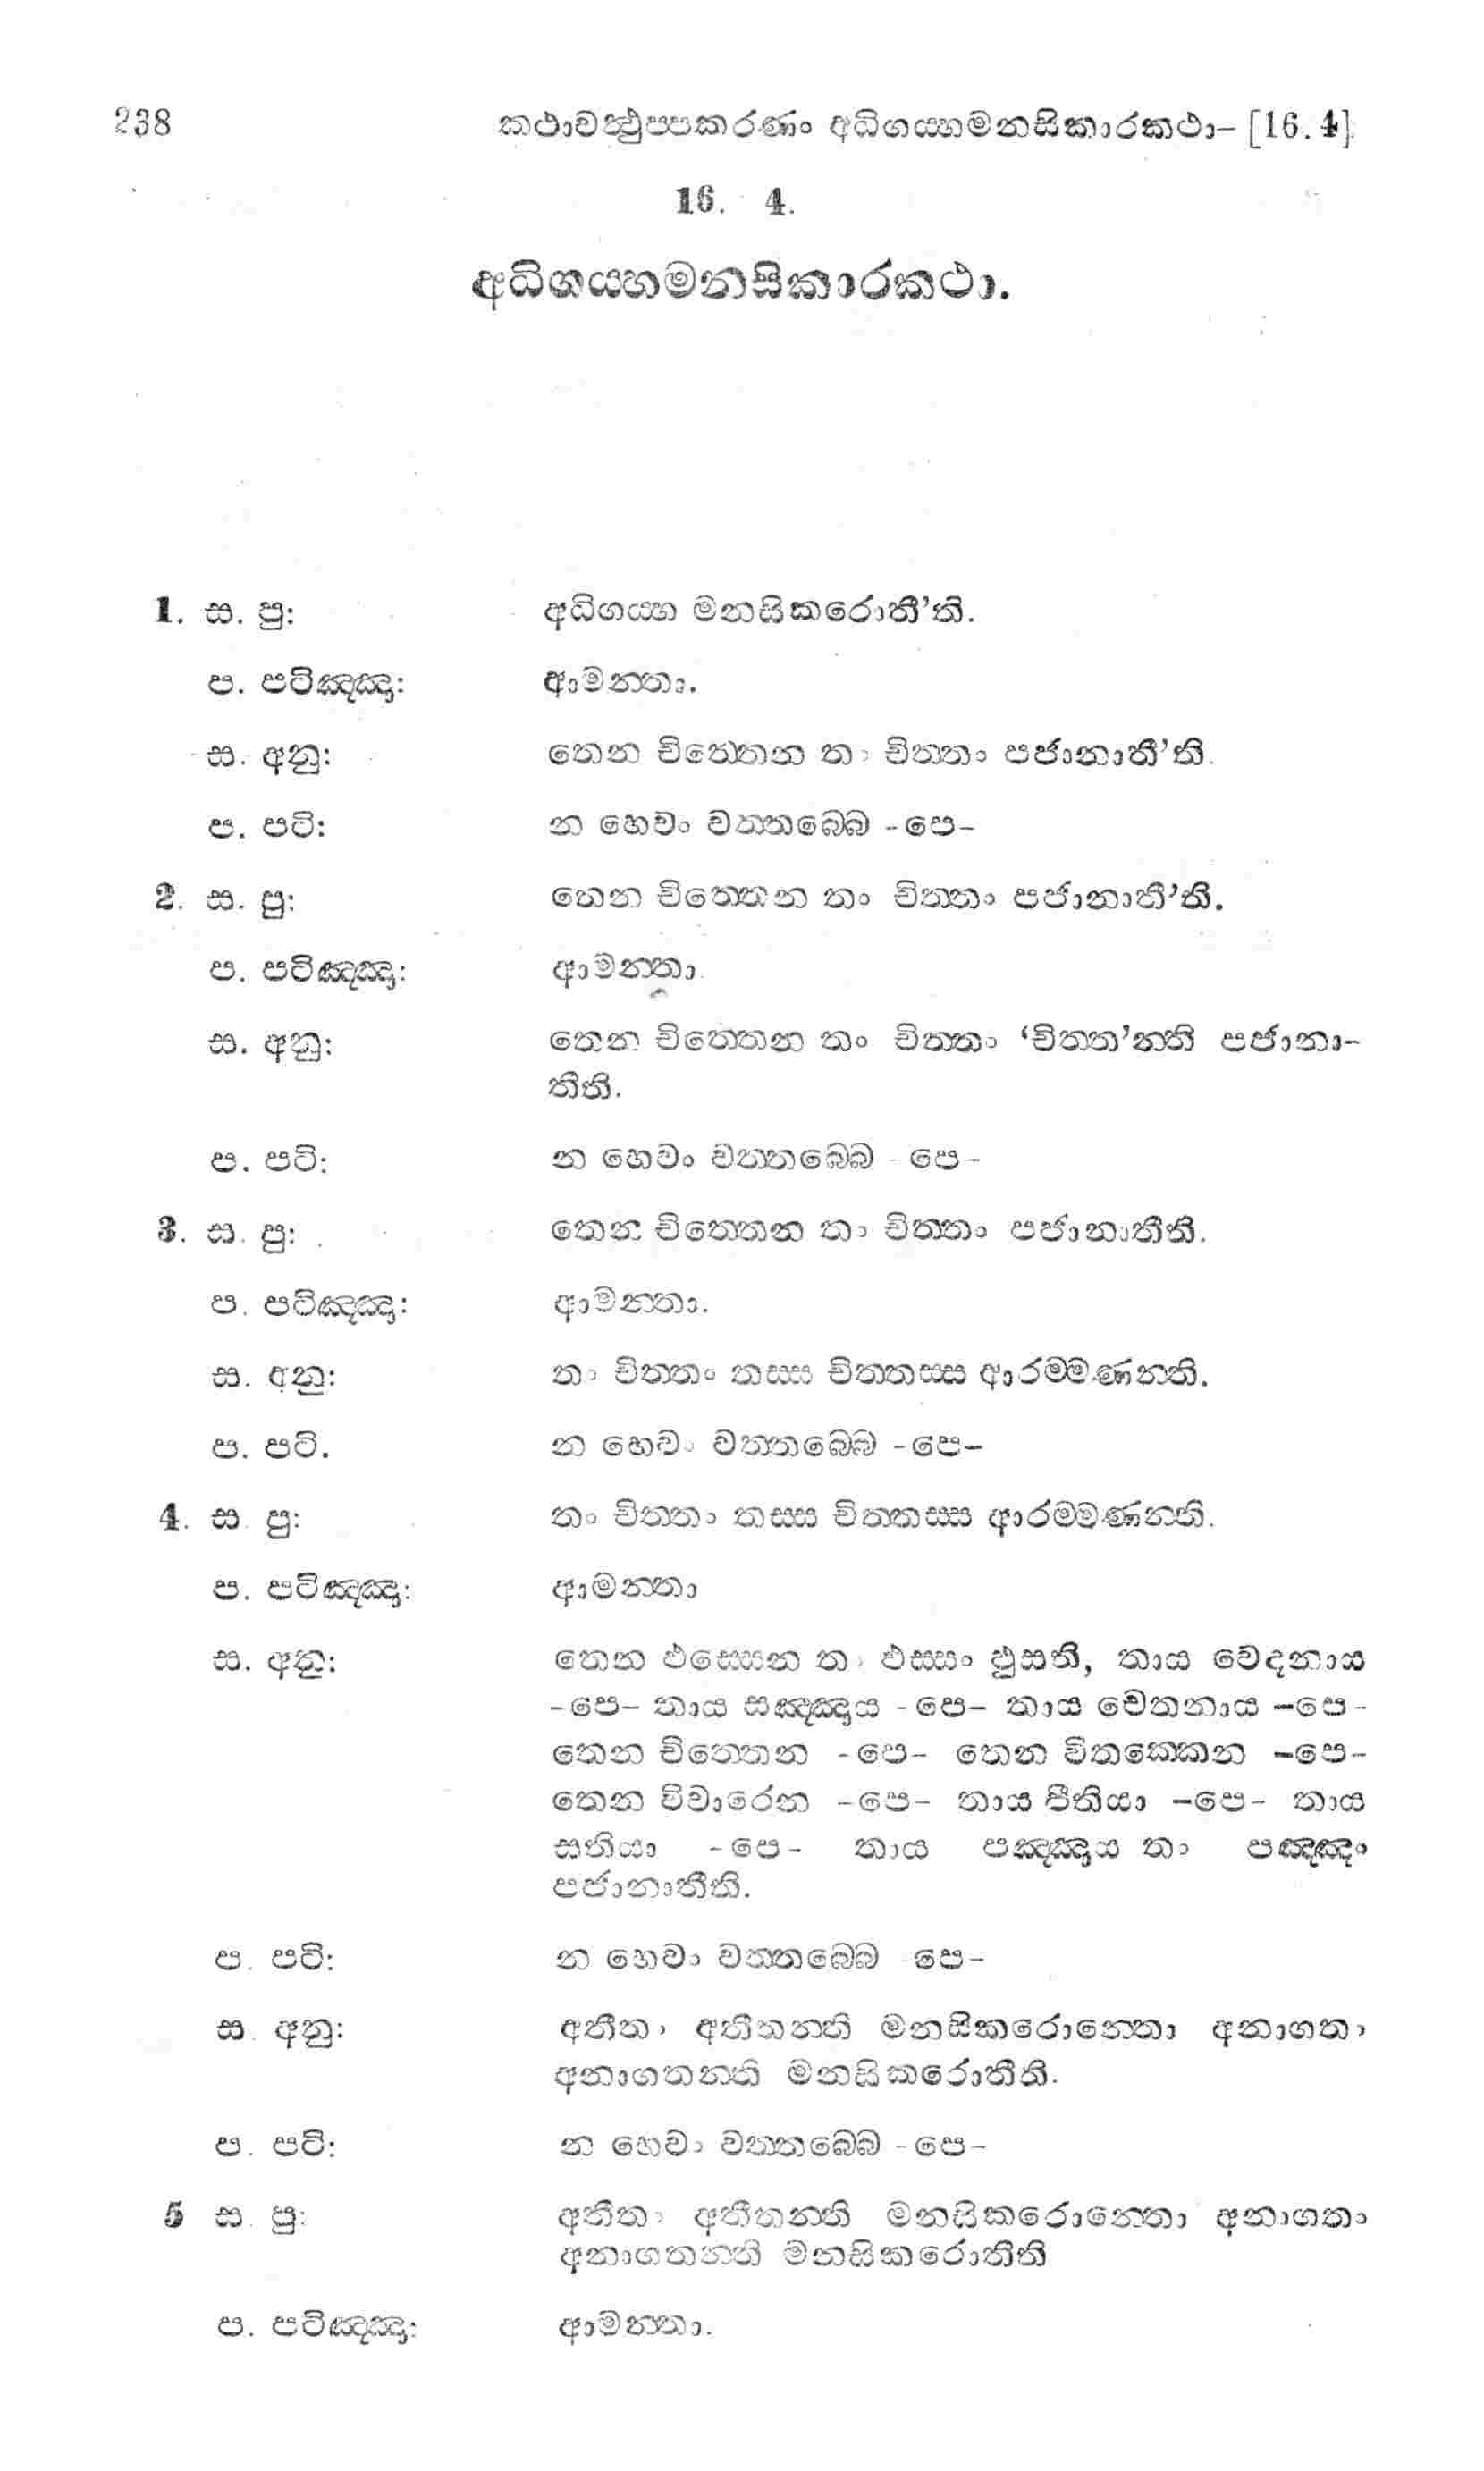 238 කථාවත්‍ථුප්‍පකරණං අධිගය්‍හමනසිකාරකථා– [16. 4]
16. 4.
අධිගය්‍හමනසිකාරකථා.
1. ස. පු: අධිගය්‍හ මනසිකරොතී’ති.
ප. පටිඤ්ඤා: ආමන්‍තා.
ස. අනු: තෙන චිත්‍තෙන තං චිත්‍තං පජානාතී’ති.
ප. පටි: න හෙවං වත්‍තබ්බෙ -පෙ-
2. ස. පු: තෙන චිත්‍තෙන තං චිත්‍තං පජානාතී’ති.
ප. පටිඤ්ඤා: ආමන්‍තා.
ස. අනු: තෙන චිත්‍තෙන තං චිත්‍තං ‘චිත්‍ත’න්ති පජානා-
තීති.
ප. පටි: න හෙවං වත්‍තබ්බෙ - පෙ-
3. ස. පු: තෙන චිත්‍තෙන තං චිත්‍තං පජානාතීති.
ප. පටිඤ්ඤා: ආමන්‍තා.
ස. අනු: තං චිත්‍තං තස්ස චිත්‍තස්ස ආරම්මණන්ති.
ප. පටි. න හෙවං වත්‍තබ්බෙ -පෙ-
4. ස. පු: තං චිත්‍තං තස්ස චිත්‍තස්ස ආරම්මණන්ති.
ප. පටිඤ්ඤා: ආමන්‍තා
ස. අනු: තෙන ඵස්සෙන තං ඵස්සං ඵුසති, තාය වෙදනාය
-පෙ- තාය සඤ්ඤාය -පෙ- තාය චෙතනාය -පෙ-
තෙන චිත්‍තෙන -පෙ- තෙන විතක්කෙන -පෙ-
තෙන විචාරෙන -පෙ- තාය පීතියා -පෙ- තාය
සතියා -පෙ- තාය පඤ්ඤාය තං පඤ්ඤං
පජානාතීති.
ප. පටි: න හෙවං වත්‍තබ්බෙ පෙ-
ස. අනු: අතීතං අතීතන්ති මනසිකරොන්‍තො අනාගතං
අනාගතන්ති මනසිකරොතීති.
ප. පටි: න හෙවං වත්‍තබ්බෙ -පෙ-
5 ස. පු: අතීතං අතීතන්ති මනසිකරොන්‍තො අනාගතං
අනාගතන්ති මනසිකරොතීති
ප. පටිඤ්ඤා: ආමන්‍තා.